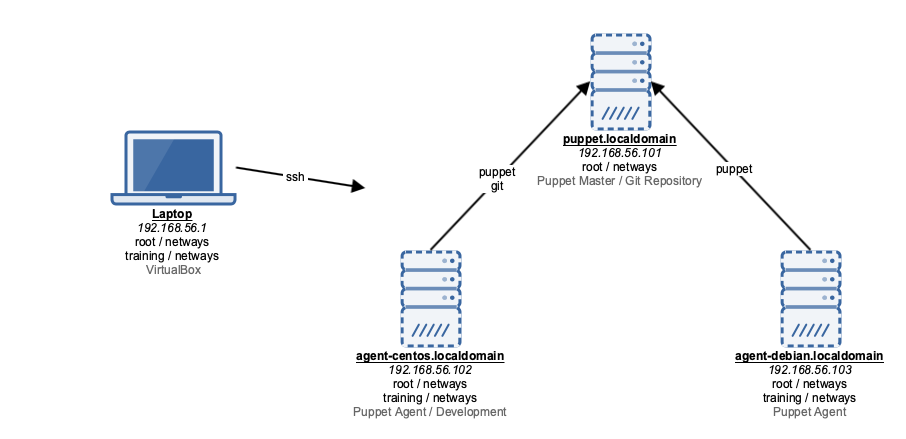 puppet.localdomain
192.168.56.101
root / netways
Puppet Master / Git Repository
puppet
git
puppet
ssh
Laptop
192.168.56.1
root / netways
training / netways
VirtualBox
agent-centos.localdomain
192.168.56.102
root / netways
training / netways
Puppet Agent / Development
agent-debian.localdomain
192.168.56.103
root / netways
training / netways
Puppet Agent